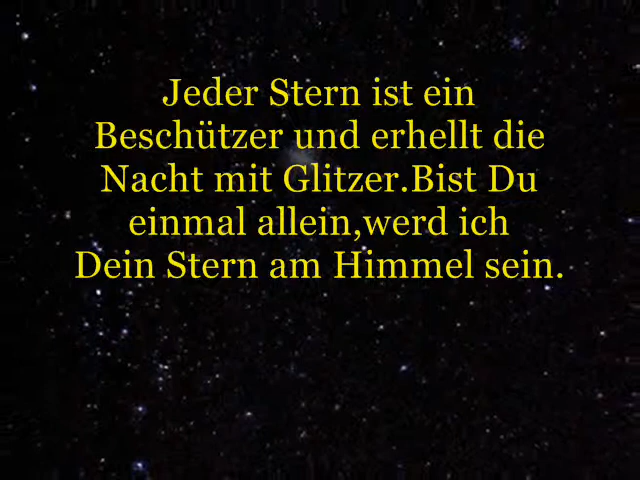 Jeder Stern ist ein
Beschützer und erhellt die
Nacht mit Glitzer.Bist Du
einmal allein,werd ich
Dein Stern am Himmel sein.